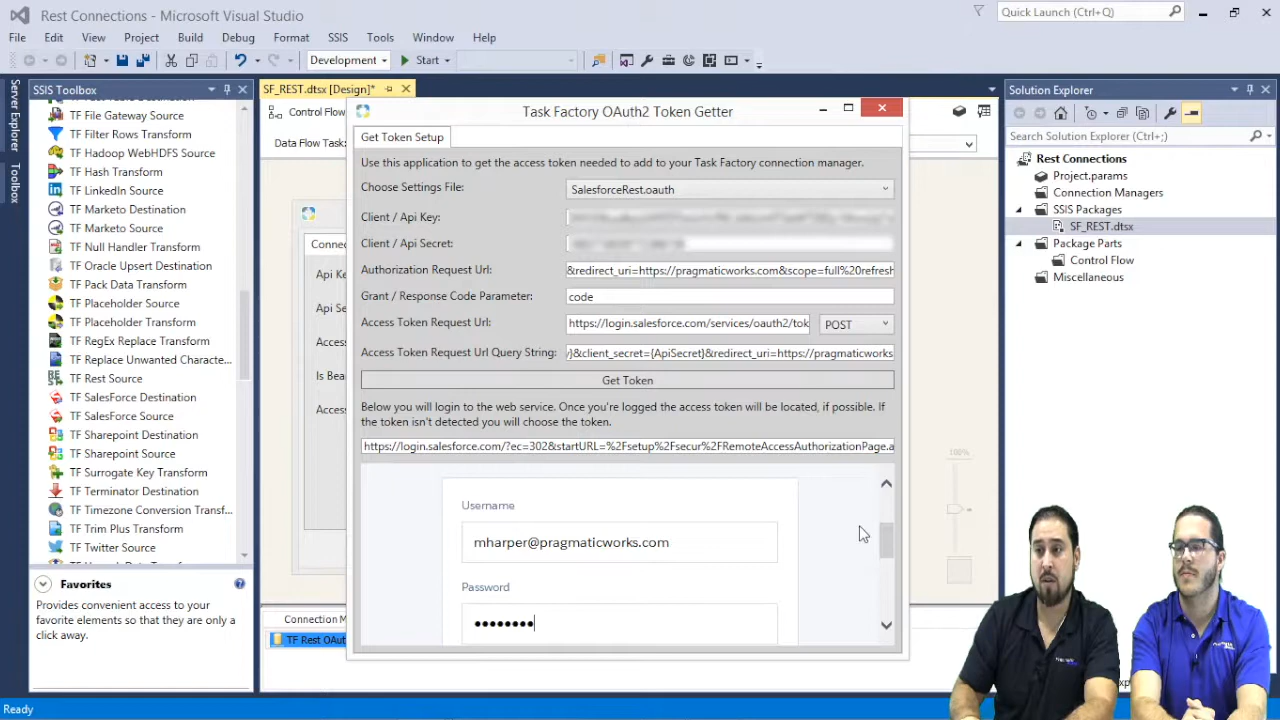 Rest Connections - Microsoft Visual Studio
Quick Launch (Ctrl+Q)
File Edit View Project Build Debug Format SSIS Tools Window Help
Development Start
Server Explorer
Toolbox
SSIS Toolbox
TF File Gateway Source
TF Filter Rows Transform
TF Hadoop WebHDFS Source
TF Hash Transform
TF LinkedIn Source
TF Marketo Destination
TF Marketo Source
TF Null Handler Transform
TF Oracle Upsert Destination
TF Pack Data Transform
TF Placeholder Source
TF Placeholder Transform
TF RegEx Replace Transform
TF Replace Unwanted Characte...
TF Rest Source
TF SalesForce Destination
TF SalesForce Source
TF Sharepoint Destination
TF Sharepoint Source
TF Surrogate Key Transform
TF Terminator Destination
TF Timezone Conversion Transf...
TF Trim Plus Transform
TF Twitter Source
Favorites
Provides convenient access to your
favorite elements so that they are only a
click away.
Ready
SF_REST.dtsx [Design]*
Control Flow
Data Flow Task:
Connec
Api Ke
Api Se
Access
Is Bea
Access
100%
Connection M
TF Rest OAut
Task Factory OAuth2 Token Getter
Get Token Setup
Use this application to get the access token needed to add to your Task Factory connection manager.
Choose Settings File: SalesforceRest.oauth
Client / Api Key:
Client / Api Secret:
Authorization Request Url: &redirect_uri=https://pragmaticworks.com&scope=full%20refresh
Grant / Response Code Parameter: code
Access Token Request Url: https://login.salesforce.com/services/oauth2/tok POST
Access Token Request Url Query String: }&client_secret={ApiSecret}&redirect_uri=https://pragmaticworks
Get Token
Below you will login to the web service. Once you're logged the access token will be located, if possible. If
the token isn't detected you will choose the token.
https://login.salesforce.com/?ec=302&startURL=%2Fsetup%2Fsecur%2FRemoteAccessAuthorizationPage.a
Username
mharper@pragmaticworks.com
Password
••••••••
Solution Explorer
Search Solution Explorer (Ctrl+;)
Rest Connections
Project.params
Connection Managers
SSIS Packages
SF_REST.dtsx
Package Parts
Control Flow
Miscellaneous